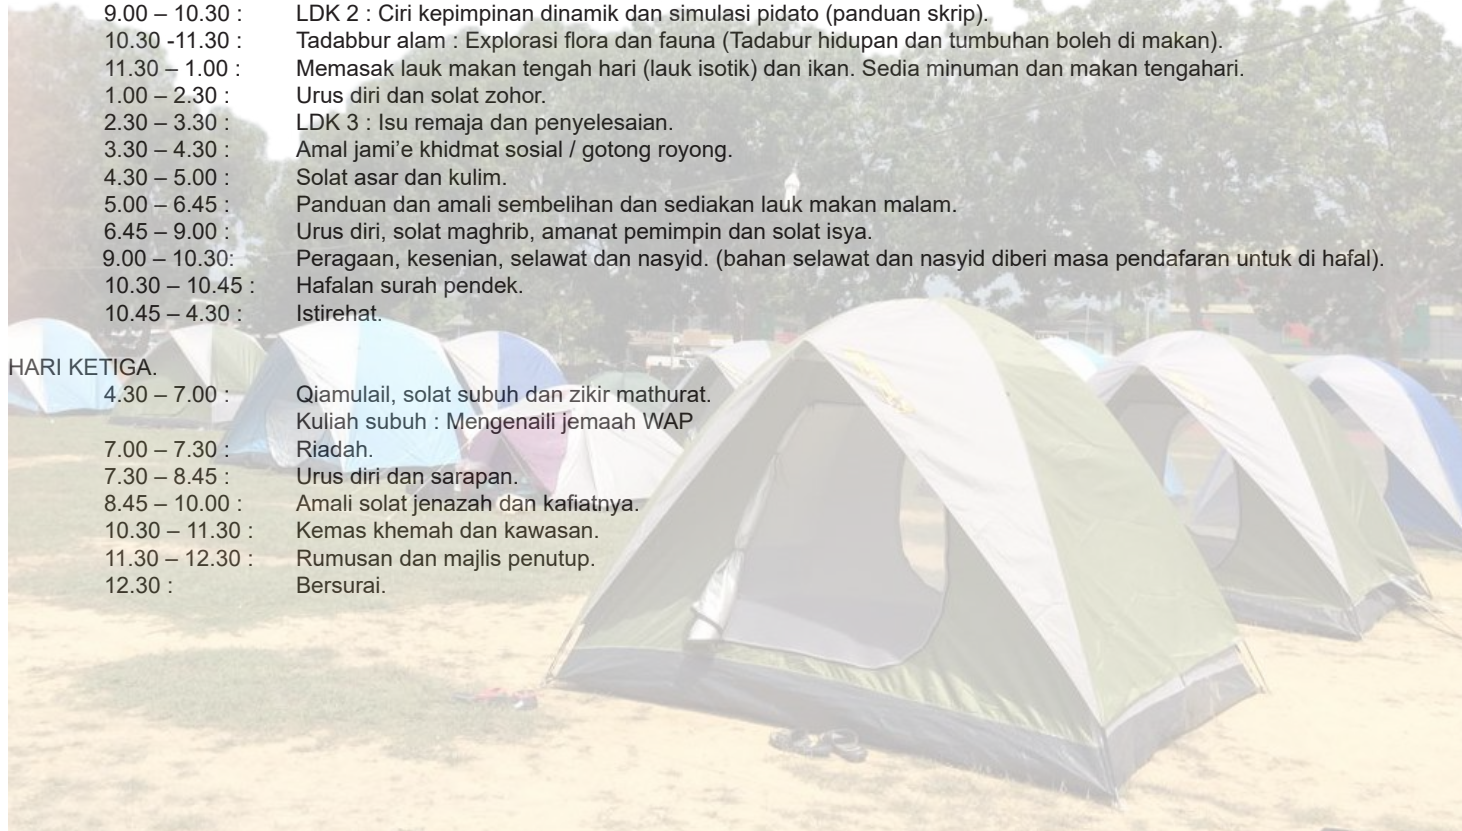 9.00 – 10.30 : LDK 2 : Ciri kepimpinan dinamik dan simulasi pidato (panduan skrip).
10.30 -11.30 : Tadabbur alam : Explorasi flora dan fauna (Tadabur hidupan dan tumbuhan boleh di makan).
11.30 – 1.00 : Memasak lauk makan tengah hari (lauk isotik) dan ikan. Sedia minuman dan makan tengahari.
1.00 – 2.30 : Urus diri dan solat zohor.
2.30 – 3.30 : LDK 3 : Isu remaja dan penyelesaian.
3.30 – 4.30 : Amal jami’e khidmat sosial / gotong royong.
4.30 – 5.00 : Solat asar dan kulim.
5.00 – 6.45 : Panduan dan amali sembelihan dan sediakan lauk makan malam.
6.45 – 9.00 : Urus diri, solat maghrib, amanat pemimpin dan solat isya.
9.00 – 10.30: Peragaan, kesenian, selawat dan nasyid. (bahan selawat dan nasyid diberi masa pendafaran untuk di hafal).
10.30 – 10.45 : Hafalan surah pendek.
10.45 – 4.30 : Istirehat.
HARI KETIGA.
4.30 – 7.00 : Qiamulail, solat subuh dan zikir mathurat.
Kuliah subuh : Mengenaili jemaah WAP
7.00 – 7.30 : Riadah.
7.30 – 8.45 : Urus diri dan sarapan.
8.45 – 10.00 : Amali solat jenazah dan kafiatnya.
10.30 – 11.30 : Kemas khemah dan kawasan.
11.30 – 12.30 : Rumusan dan majlis penutup.
12.30 : Bersurai.